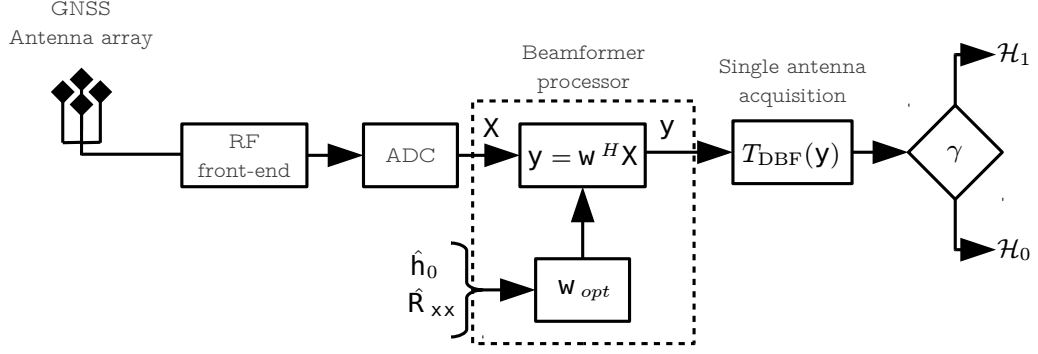 GNSS
Antenna array
RF
front-end
ADC
X
Beamformer
processor
y = w^H X
y
ĥ_0
R̂_xx
w_opt
Single antenna
acquisition
T_DBF(y)
γ
ℋ_1
ℋ_0